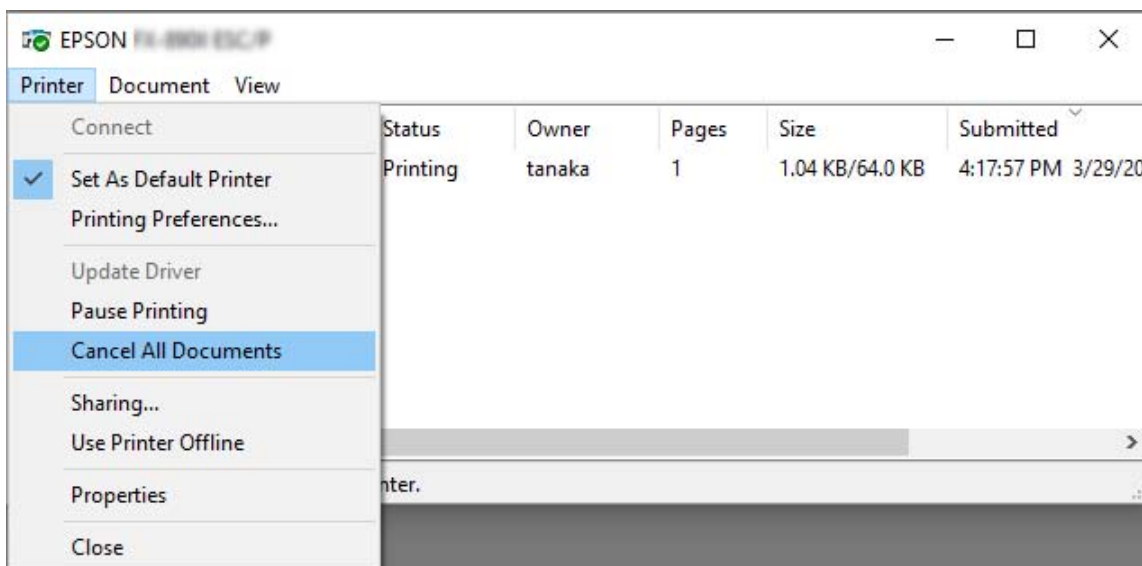 EPSON
Printer Document View
Connect
Status Owner Pages Size Submitted
Printing tanaka 1 1.04 KB/64.0 KB 4:17:57 PM 3/29/20
Set As Default Printer
Printing Preferences...
Update Driver
Pause Printing
Cancel All Documents
Sharing...
Use Printer Offline
Properties
nter.
Close